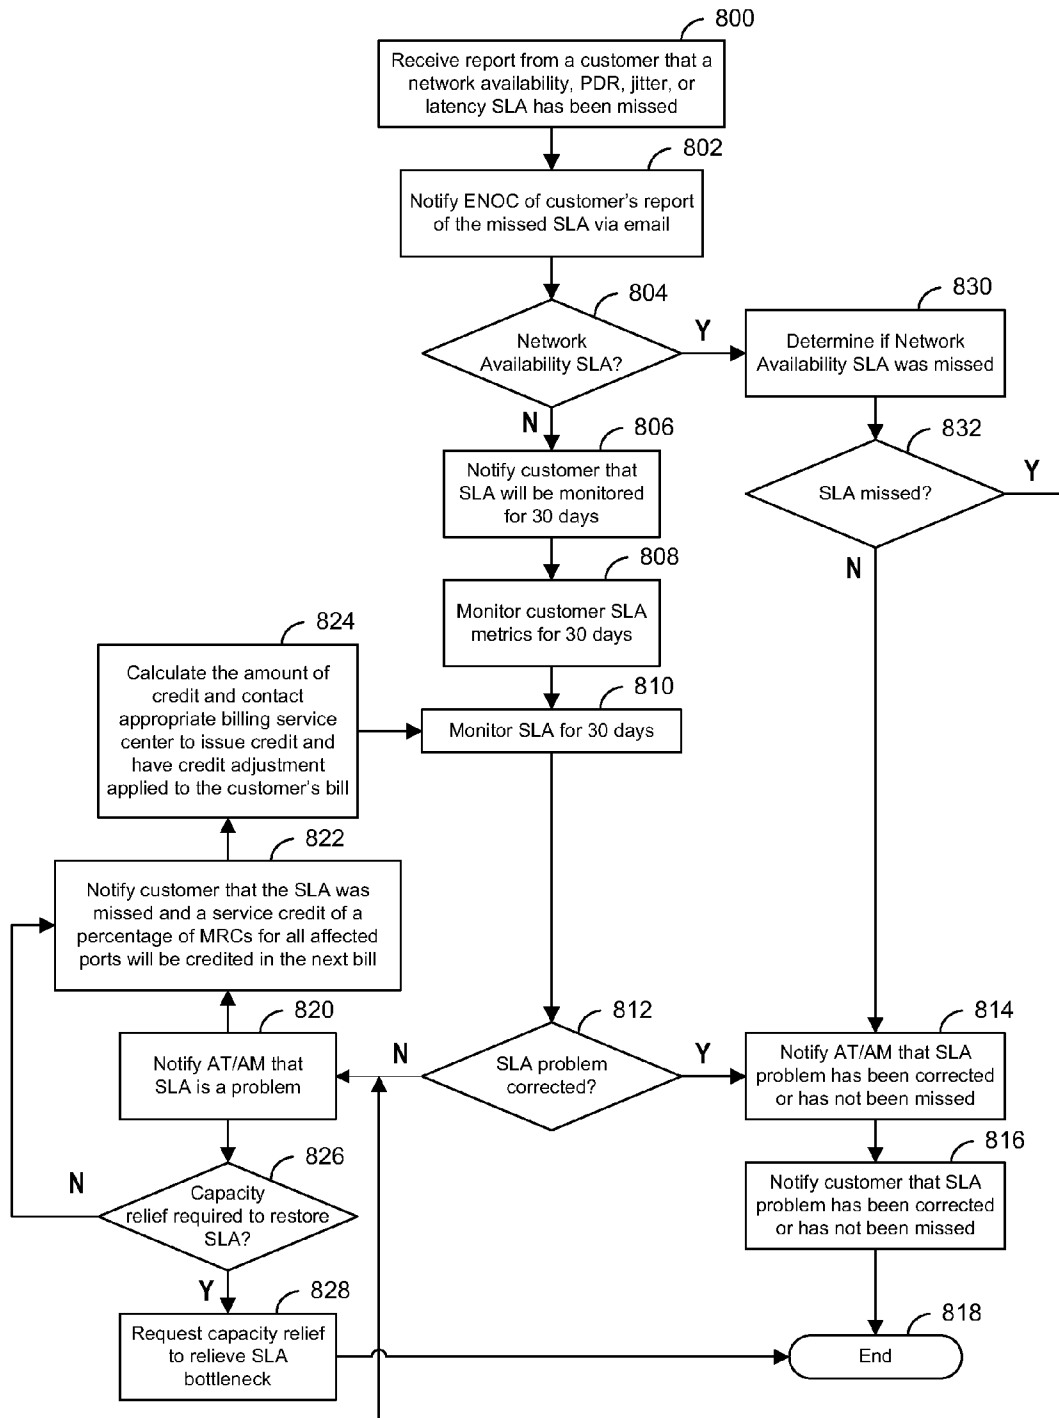 800
Receive report from a customer that a
network availability, PDR, jitter, or
latency SLA has been missed
802
Notify ENOC of customer's report
of the missed SLA via email
804
Network
Availability SLA?
Y
N
830
Determine if Network
Availability SLA was missed
832
SLA missed?
Y
N
806
Notify customer that
SLA will be monitored
for 30 days
808
Monitor customer SLA
metrics for 30 days
810
Monitor SLA for 30 days
824
Calculate the amount of
credit and contact
appropriate billing service
center to issue credit and
have credit adjustment
applied to the customer's bill
822
Notify customer that the SLA was
missed and a service credit of a
percentage of MRCs for all affected
ports will be credited in the next bill
820
Notify AT/AM that
SLA is a problem
812
SLA problem
corrected?
N
Y
814
Notify AT/AM that SLA
problem has been corrected
or has not been missed
816
Notify customer that SLA
problem has been corrected
or has not been missed
826
Capacity
relief required to restore
SLA?
N
Y
828
Request capacity relief
to relieve SLA
bottleneck
818
End